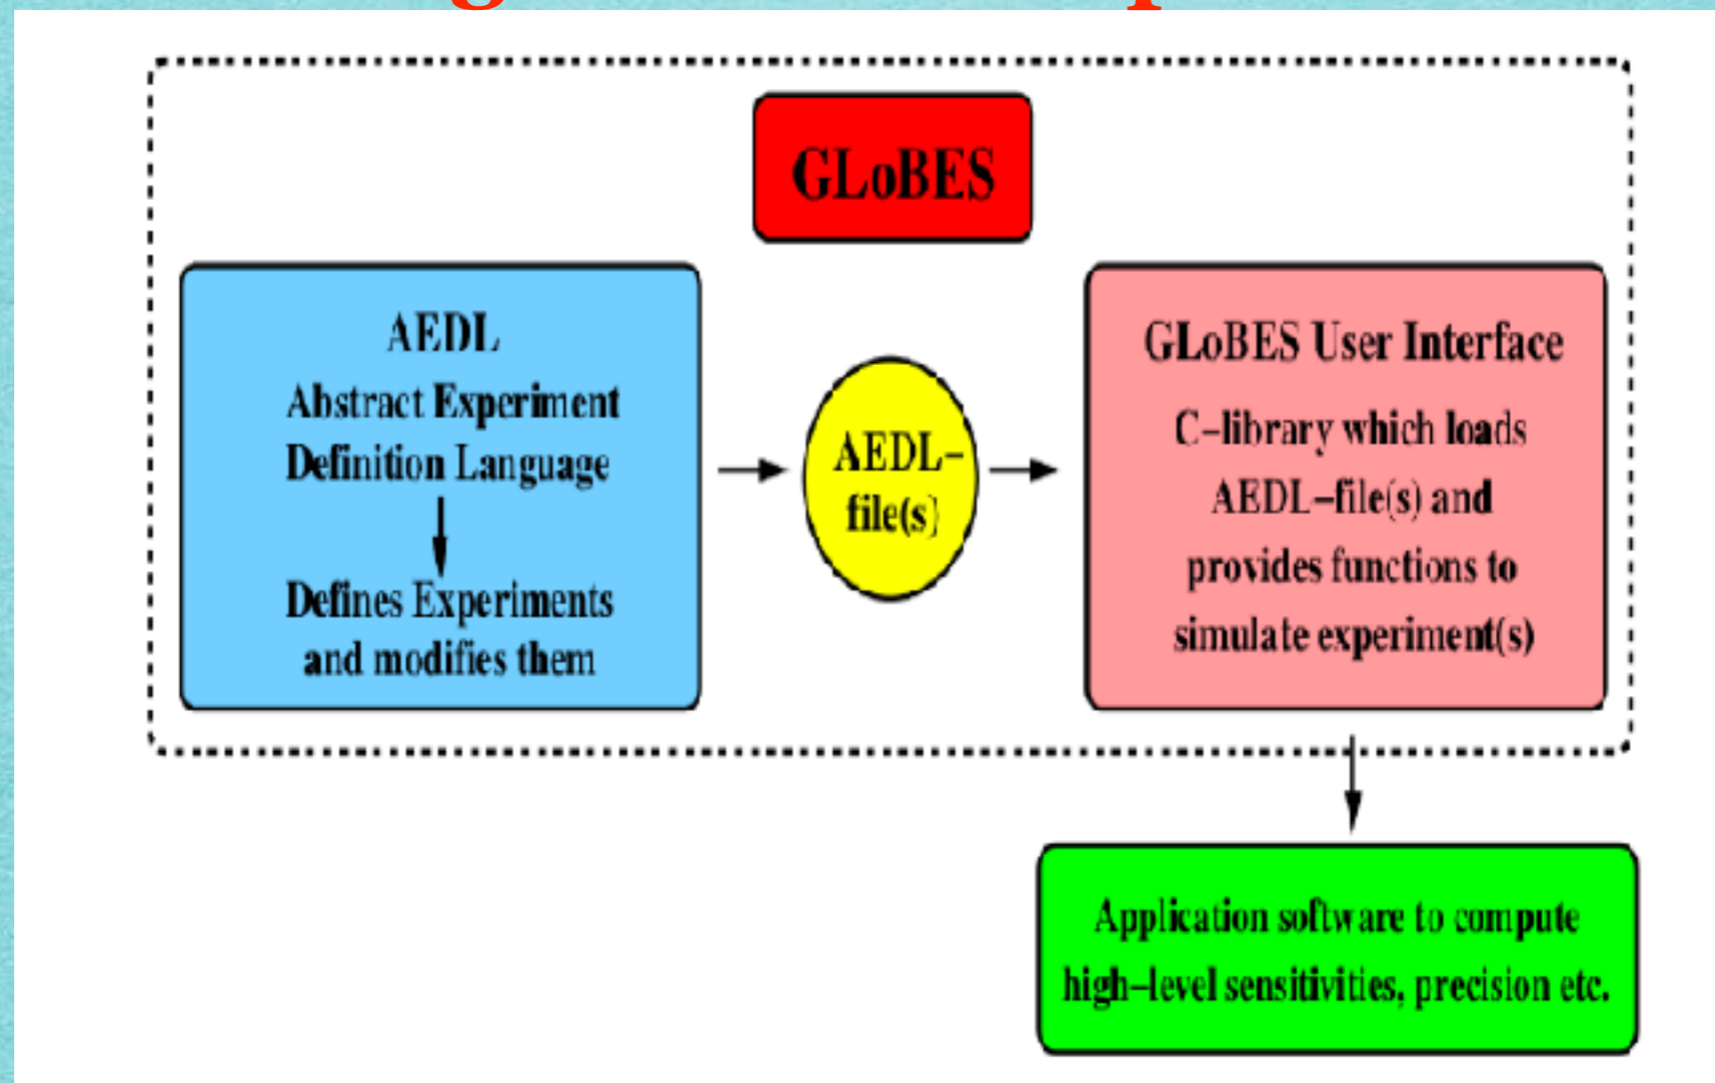 GLoBES
AEDL
Abstract Experiment
Definition Language
Defines Experiments
and modifies them
AEDL–
file(s)
GLoBES User Interface
C–library which loads
AEDL–file(s) and
provides functions to
simulate experiment(s)
Application software to compute
high–level sensitivities, precision etc.